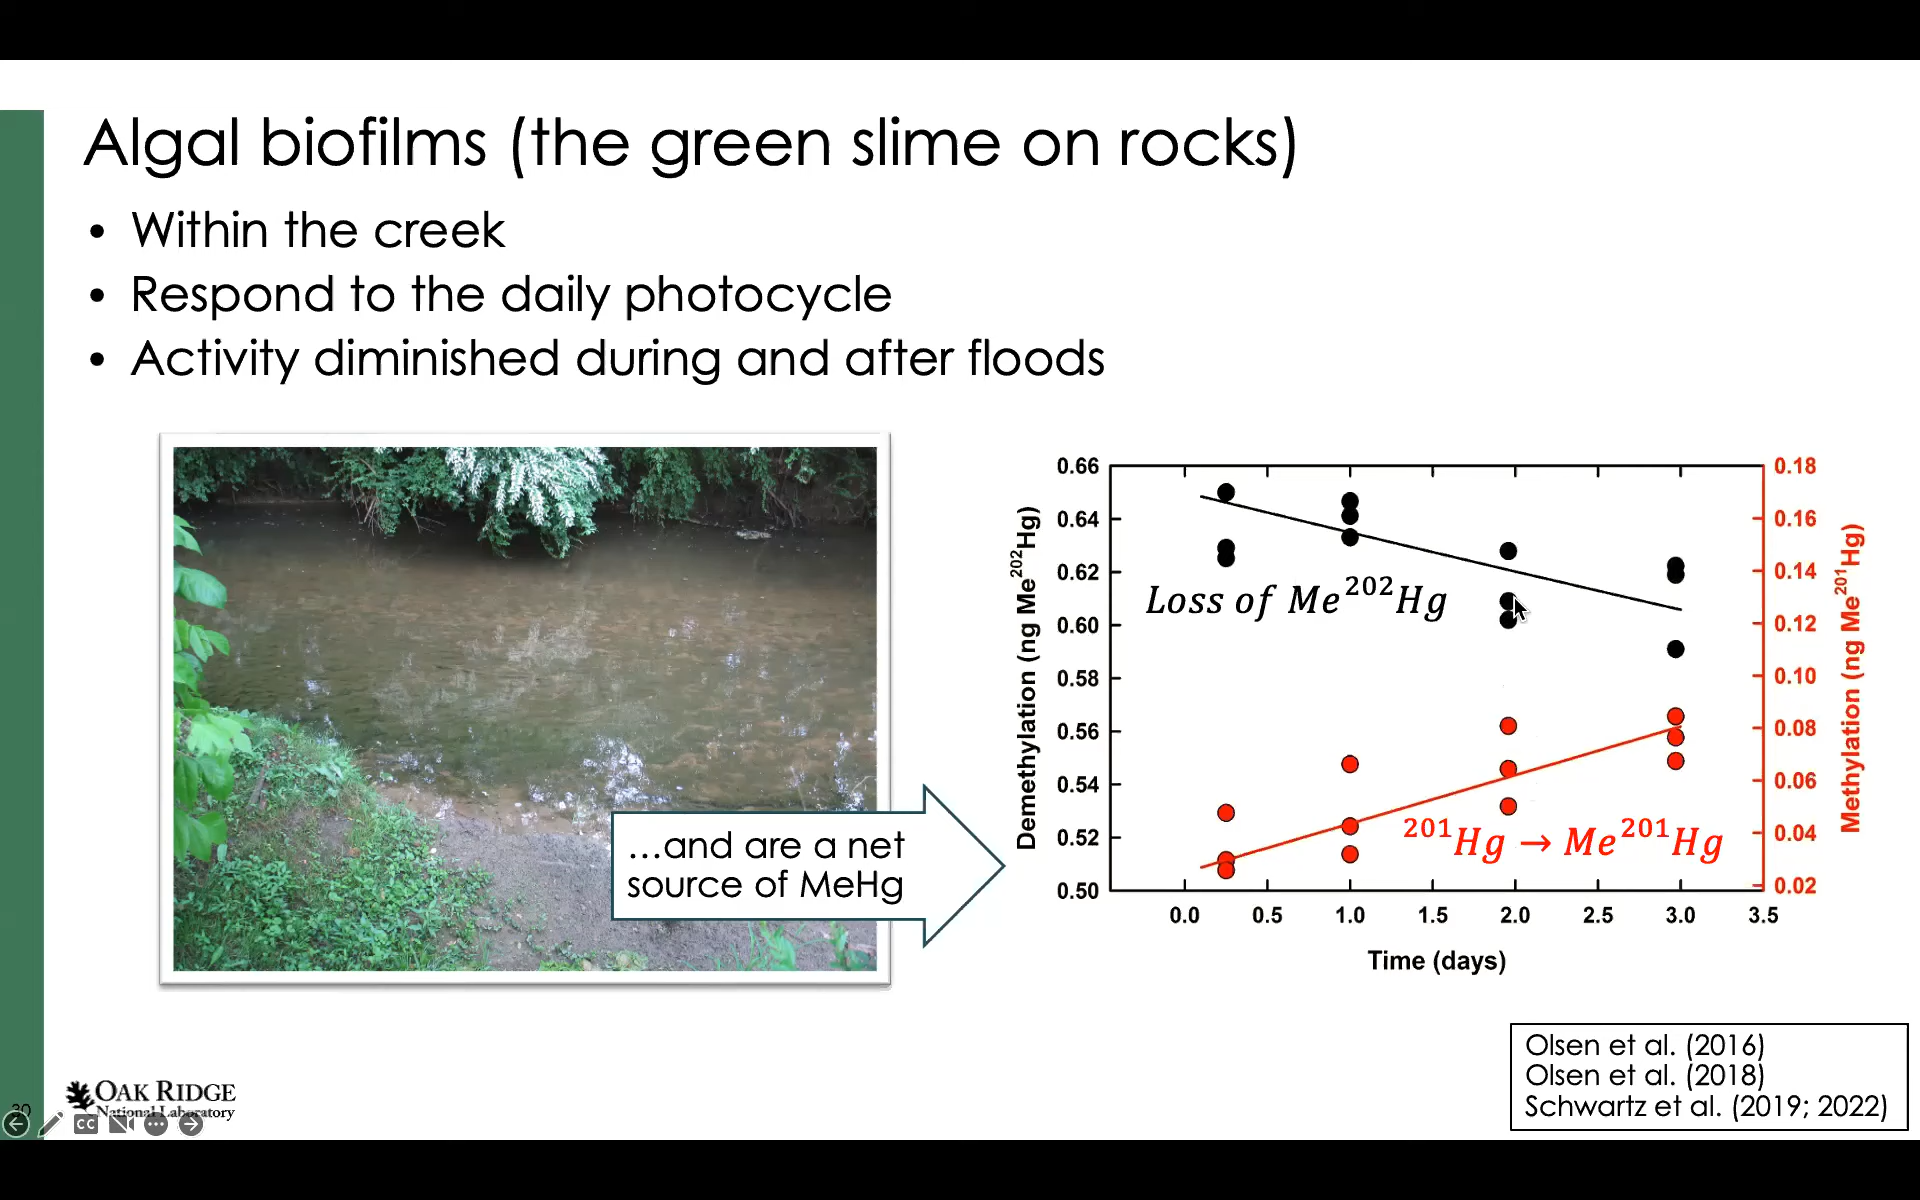 Algal biofilms (the green slime on rocks)
• Within the creek
• Respond to the daily photocycle
• Activity diminished during and after floods
...and are a net
source of MeHg
Demethylation (ng Me²⁰²Hg)
0.66
0.64
0.62
0.60
0.58
0.56
0.54
0.52
0.50
Loss of Me²⁰²Hg
²⁰¹Hg → Me²⁰¹Hg
0.18
0.16
0.14
0.12
0.10
0.08
0.06
0.04
0.02
Methylation (ng Me²⁰¹Hg)
0.0 0.5 1.0 1.5 2.0 2.5 3.0 3.5
Time (days)
Olsen et al. (2016)
Olsen et al. (2018)
Schwartz et al. (2019; 2022)
OAK RIDGE
National Laboratory
30
CC